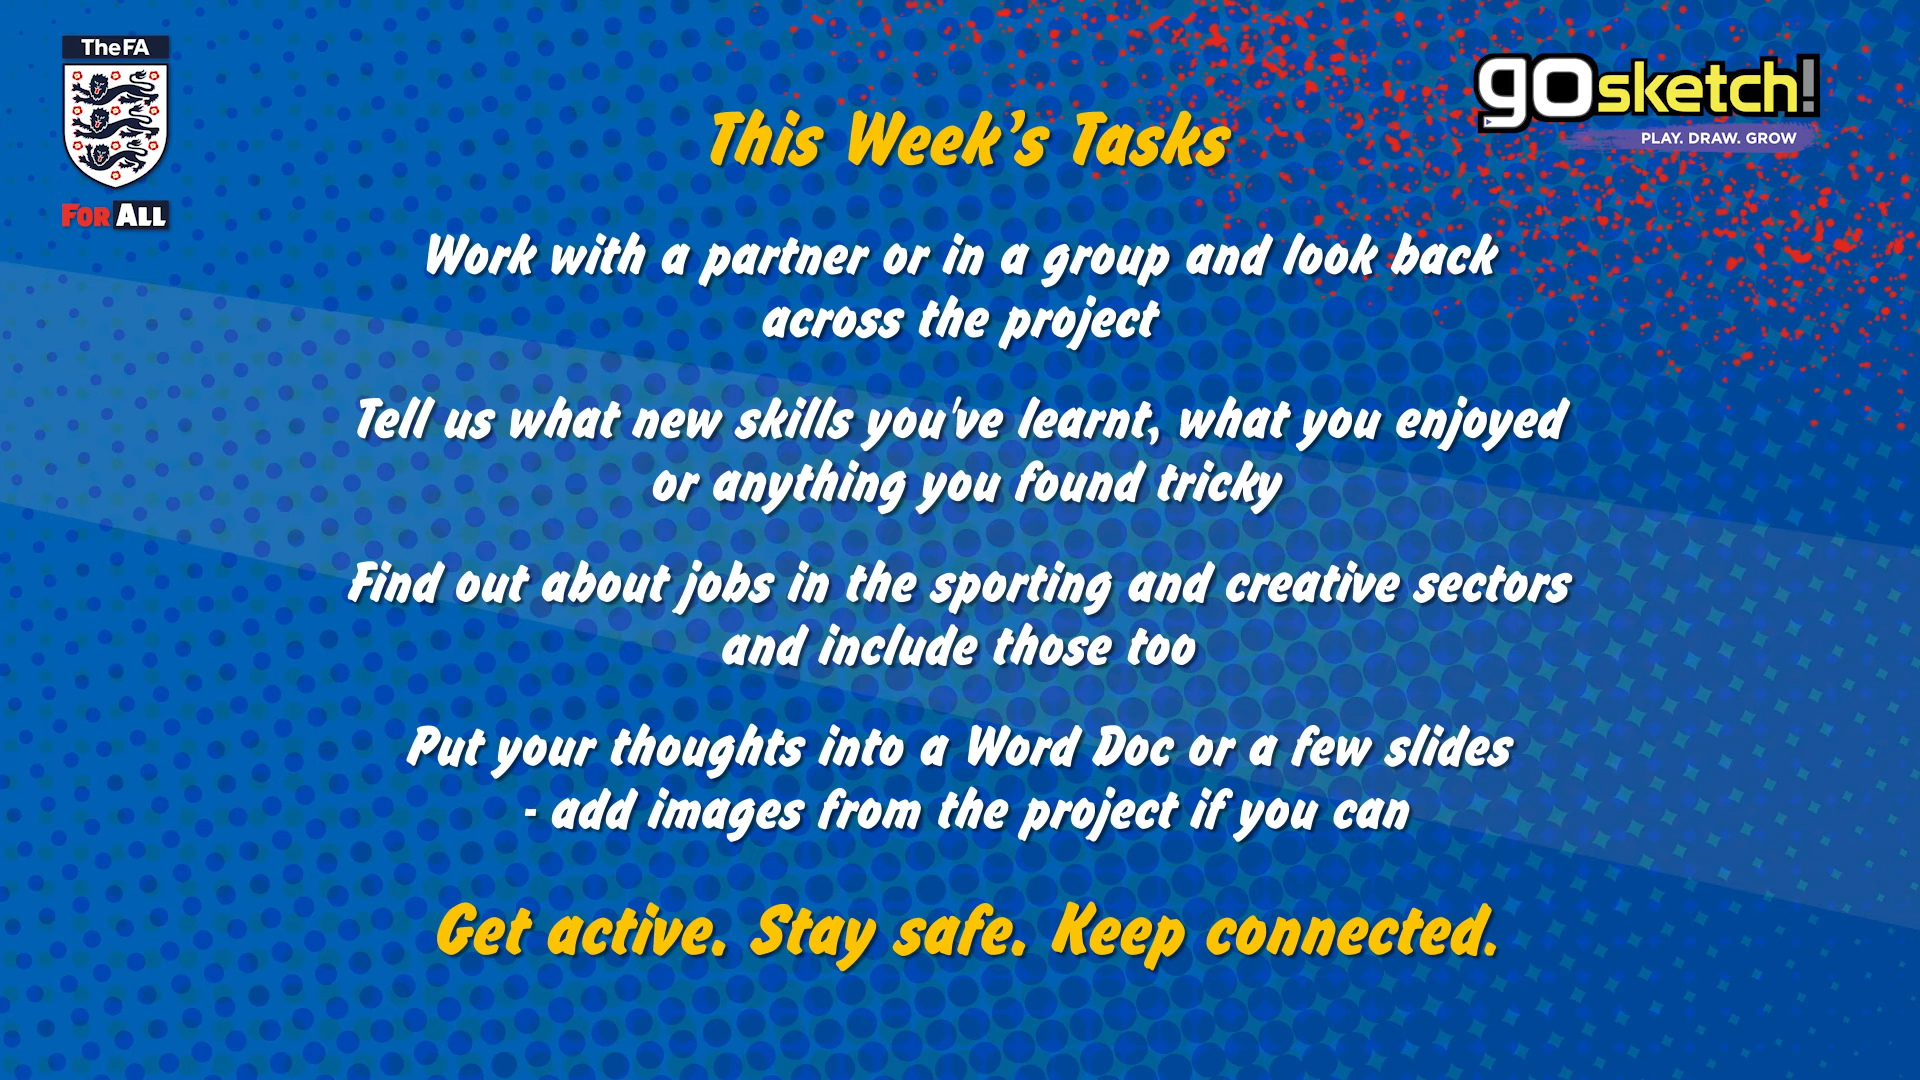 The FA
FOR ALL
gosketch!
PLAY. DRAW. GROW
This Week's Tasks
Work with a partner or in a group and look back
across the project
Tell us what new skills you've learnt, what you enjoyed
or anything you found tricky
Find out about jobs in the sporting and creative sectors
and include those too
Put your thoughts into a Word Doc or a few slides
- add images from the project if you can
Get active. Stay safe. Keep connected.